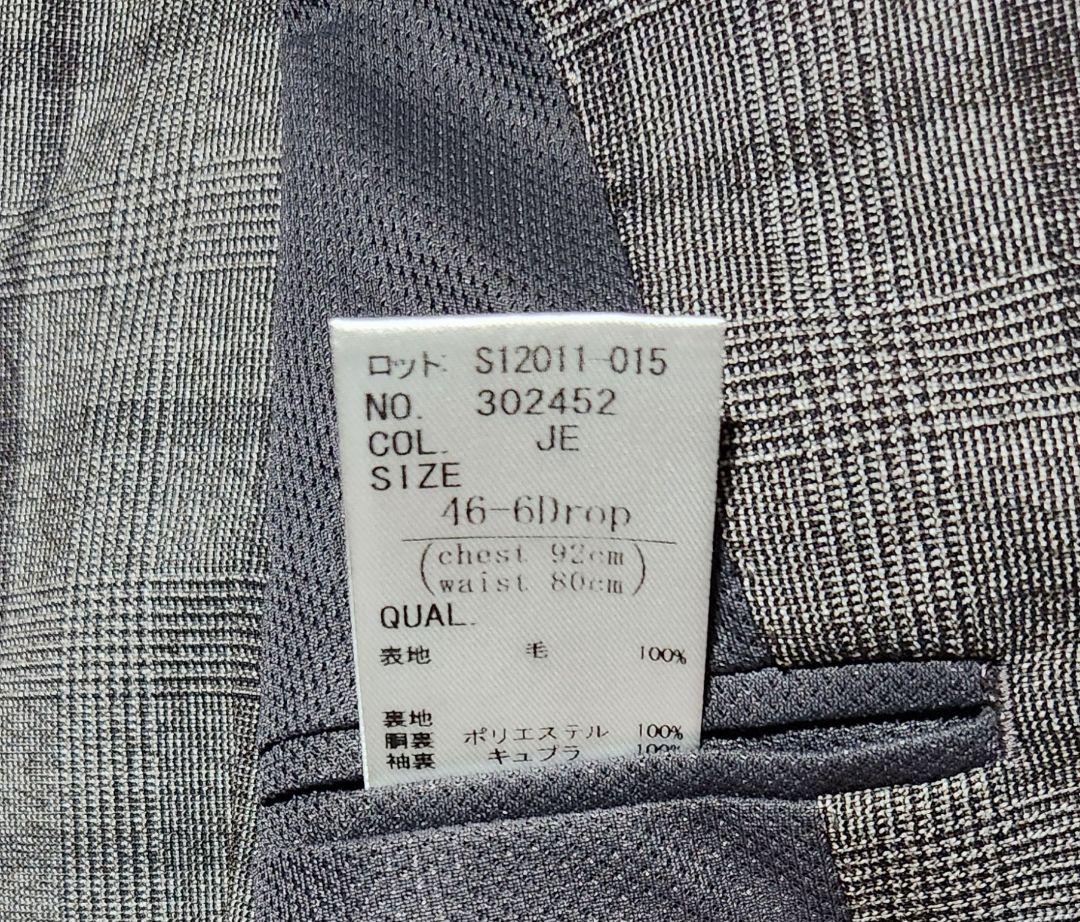 ロット: S12011-015
NO. 302452
COL. JE
SIZE
46-6Drop
(chest 92cm
waist 80cm)
QUAL.
表地 毛 100%
裏地
胴裏 ポリエステル 100%
袖裏 キュプラ 100%